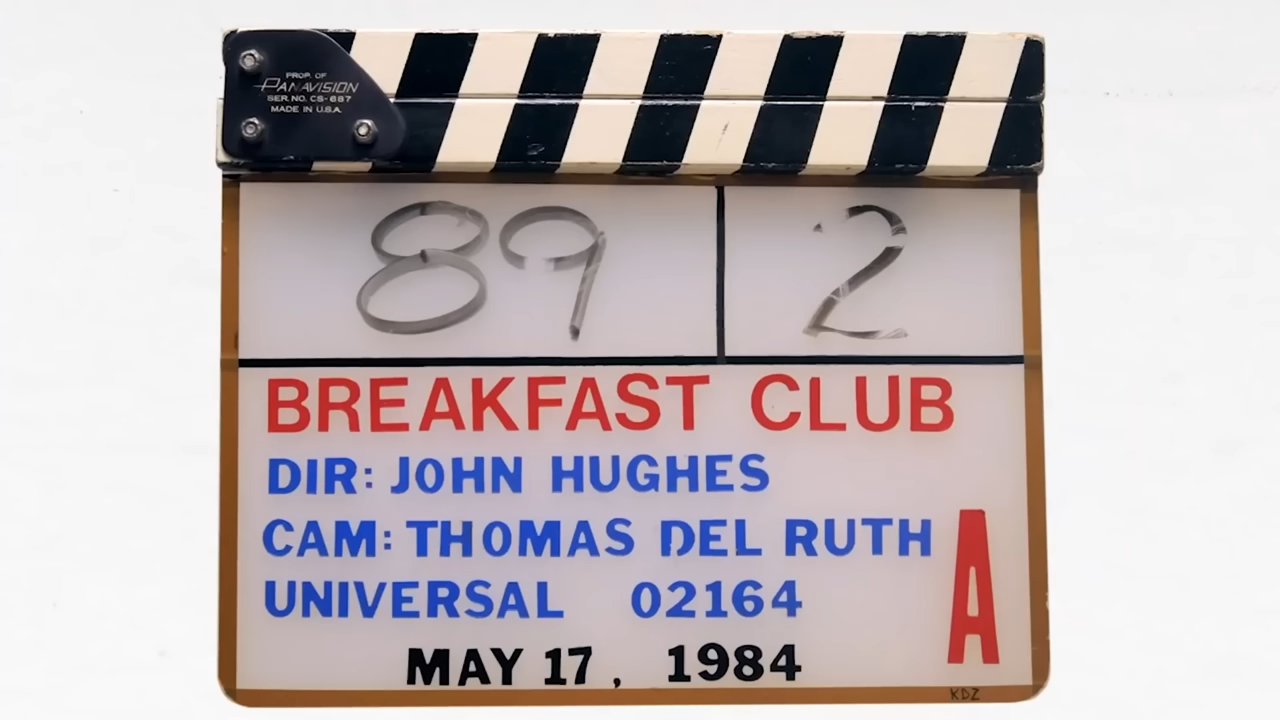 PROP. OF
PANAVISION
SER. NO. CS-687
MADE IN U.S.A.
89 2
BREAKFAST CLUB
DIR: JOHN HUGHES
CAM: THOMAS DEL RUTH
A
UNIVERSAL 02164
MAY 17, 1984
KDZ